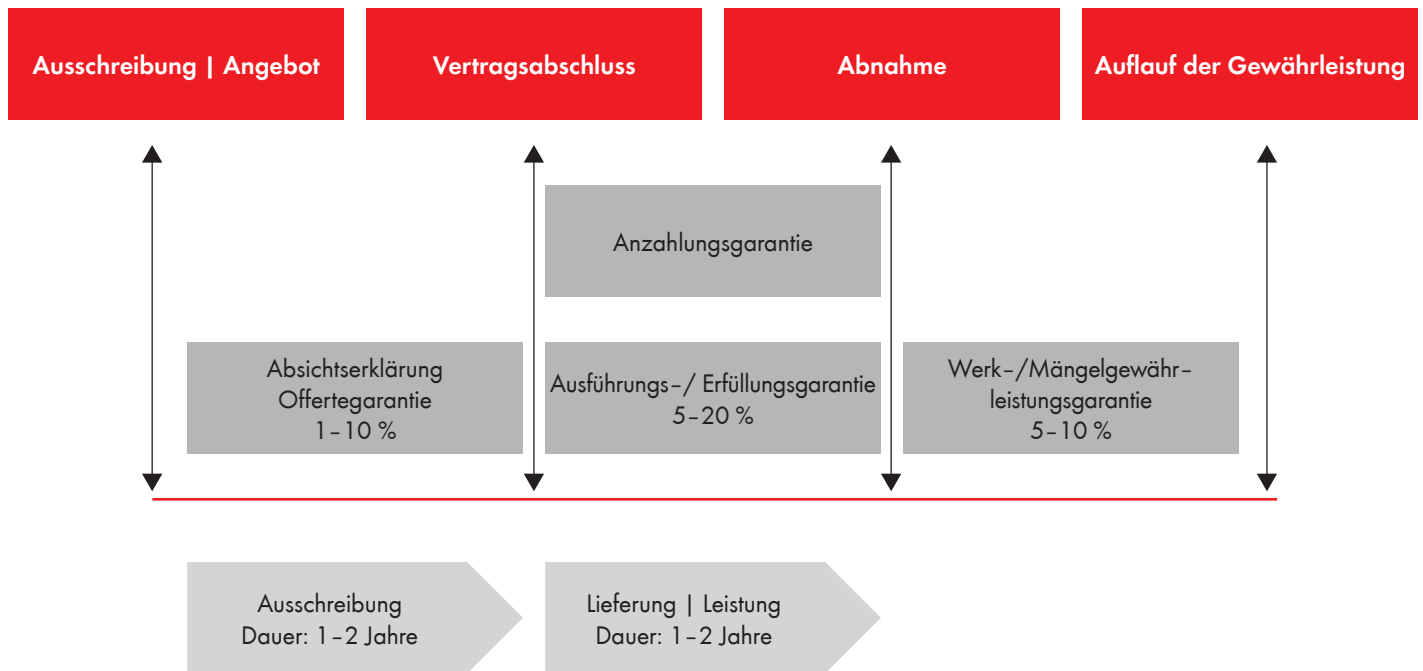 Ausschreibung | Angebot
Vertragsabschluss
Abnahme
Auflauf der Gewährleistung
Anzahlungsgarantie
Absichtserklärung
Offertegarantie
1–10 %
Ausführungs–/ Erfüllungsgarantie
5–20 %
Werk–/Mängelgewähr–
leistungsgarantie
5–10 %
Ausschreibung
Dauer: 1–2 Jahre
Lieferung | Leistung
Dauer: 1–2 Jahre